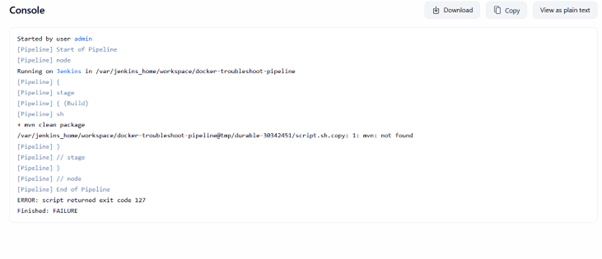 Console
Download
Copy
View as plain text
Started by user admin
[Pipeline] Start of Pipeline
[Pipeline] node
Running on Jenkins in /var/jenkins_home/workspace/docker-troubleshoot-pipeline
[Pipeline] {
[Pipeline] stage
[Pipeline] { (Build)
[Pipeline] sh
+ mvn clean package
/var/jenkins_home/workspace/docker-troubleshoot-pipeline@tmp/durable-30342451/script.sh.copy: 1: mvn: not found
[Pipeline] }
[Pipeline] // stage
[Pipeline] }
[Pipeline] // node
[Pipeline] End of Pipeline
ERROR: script returned exit code 127
Finished: FAILURE